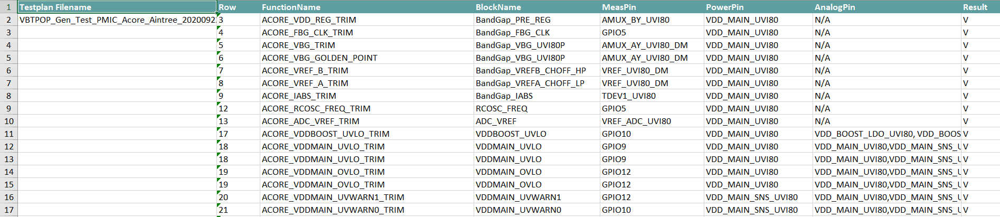 1 Testplan Filename Row FunctionName BlockName MeasPin PowerPin AnalogPin Result
2 VBTPOP_Gen_Test_PMIC_Acore_Aintree_2020092 3 ACORE_VDD_REG_TRIM BandGap_PRE_REG AMUX_BY_UVI80 VDD_MAIN_UVI80 N/A V
3 4 ACORE_FBG_CLK_TRIM BandGap_FBG_CLK GPIO5 VDD_MAIN_UVI80 N/A V
4 5 ACORE_VBG_TRIM BandGap_VBG_UVI80P AMUX_AY_UVI80_DM VDD_MAIN_UVI80 N/A V
5 6 ACORE_VBG_GOLDEN_POINT BandGap_VBG_UVI80P AMUX_AY_UVI80_DM VDD_MAIN_UVI80 N/A V
6 7 ACORE_VREF_B_TRIM BandGap_VREFB_CHOFF_HP VREF_UVI80_DM VDD_MAIN_UVI80 N/A V
7 8 ACORE_VREF_A_TRIM BandGap_VREFA_CHOFF_LP VREF_UVI80_DM VDD_MAIN_UVI80 N/A V
8 9 ACORE_IABS_TRIM BandGap_IABS TDEV1_UVI80 VDD_MAIN_UVI80 N/A V
9 12 ACORE_RCOSC_FREQ_TRIM RCOSC_FREQ GPIO5 VDD_MAIN_UVI80 N/A V
10 13 ACORE_ADC_VREF_TRIM ADC_VREF VREF_ADC_UVI80 VDD_MAIN_UVI80 N/A V
11 17 ACORE_VDDBOOST_UVLO_TRIM VDDBOOST_UVLO GPIO10 VDD_MAIN_UVI80 VDD_BOOST_LDO_UVI80, VDD_BOOS V
12 18 ACORE_VDDMAIN_UVLO_TRIM VDDMAIN_UVLO GPIO9 VDD_MAIN_UVI80 VDD_MAIN_UVI80,VDD_MAIN_SNS_U V
13 18 ACORE_VDDMAIN_UVLO_TRIM VDDMAIN_UVLO GPIO9 VDD_MAIN_UVI80 VDD_MAIN_UVI80,VDD_MAIN_SNS_U V
14 19 ACORE_VDDMAIN_OVLO_TRIM VDDMAIN_OVLO GPIO12 VDD_MAIN_UVI80 VDD_MAIN_UVI80,VDD_MAIN_SNS_U V
15 19 ACORE_VDDMAIN_OVLO_TRIM VDDMAIN_OVLO GPIO12 VDD_MAIN_UVI80 VDD_MAIN_UVI80,VDD_MAIN_SNS_U V
16 20 ACORE_VDDMAIN_UVWARN1_TRIM VDDMAIN_UVWARN1 GPIO12 VDD_MAIN_SNS_UVI80 VDD_MAIN_UVI80,VDD_MAIN_SNS_U V
17 21 ACORE_VDDMAIN_UVWARN0_TRIM VDDMAIN_UVWARN0 GPIO10 VDD_MAIN_SNS_UVI80 VDD_MAIN_UVI80,VDD_MAIN_SNS_U V